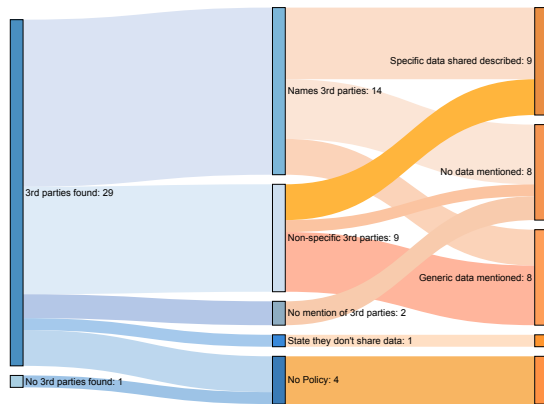 Specific data shared described: 9
Names 3rd parties: 14
No data mentioned: 8
3rd parties found: 29
Non-specific 3rd parties: 9
Generic data mentioned: 8
No mention of 3rd parties: 2
State they don't share data: 1
No 3rd parties found: 1
No Policy: 4